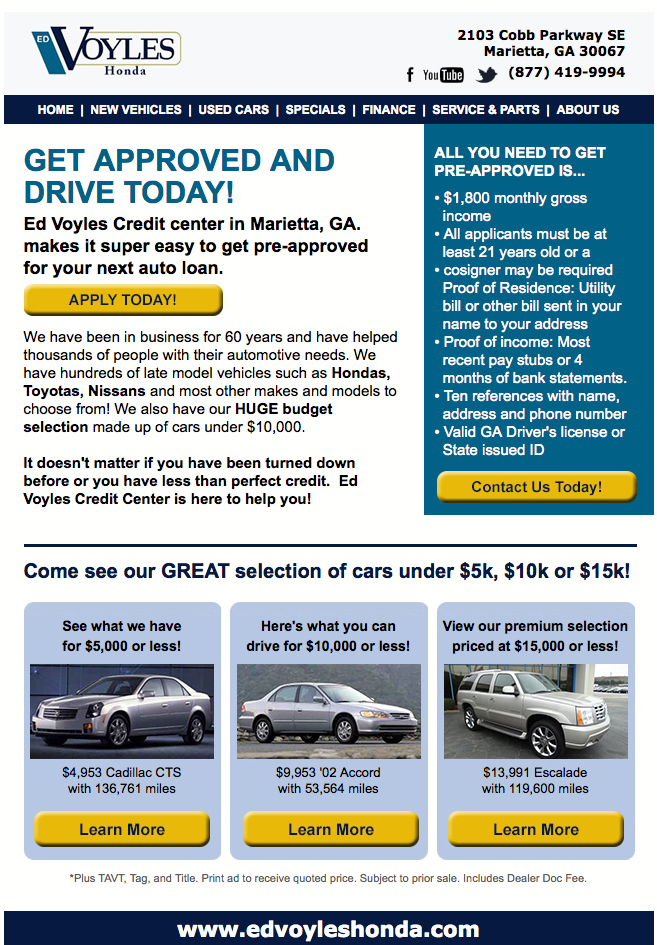 ED VOYLES
Honda
2103 Cobb Parkway SE
Marietta, GA 30067
f You Tube (877) 419-9994
HOME | NEW VEHICLES | USED CARS | SPECIALS | FINANCE | SERVICE & PARTS | ABOUT US
GET APPROVED AND
DRIVE TODAY!
Ed Voyles Credit center in Marietta, GA.
makes it super easy to get pre-approved
for your next auto loan.
APPLY TODAY!
We have been in business for 60 years and have helped
thousands of people with their automotive needs. We
have hundreds of late model vehicles such as Hondas,
Toyotas, Nissans and most other makes and models to
choose from! We also have our HUGE budget
selection made up of cars under $10,000.
It doesn't matter if you have been turned down
before or you have less than perfect credit.  Ed
Voyles Credit Center is here to help you!
ALL YOU NEED TO GET
PRE-APPROVED IS...
• $1,800 monthly gross
income
• All applicants must be at
least 21 years old or a
• cosigner may be required
Proof of Residence: Utility
bill or other bill sent in your
name to your address
• Proof of income: Most
recent pay stubs or 4
months of bank statements.
• Ten references with name,
address and phone number
• Valid GA Driver's license or
State issued ID
Contact Us Today!
Come see our GREAT selection of cars under $5k, $10k or $15k!
See what we have
for $5,000 or less!
$4,953 Cadillac CTS
with 136,761 miles
Learn More
Here's what you can
drive for $10,000 or less!
$9,953 '02 Accord
with 53,564 miles
Learn More
View our premium selection
priced at $15,000 or less!
$13,991 Escalade
with 119,600 miles
Learn More
*Plus TAVT, Tag, and Title. Print ad to receive quoted price. Subject to prior sale. Includes Dealer Doc Fee.
www.edvoyleshonda.com